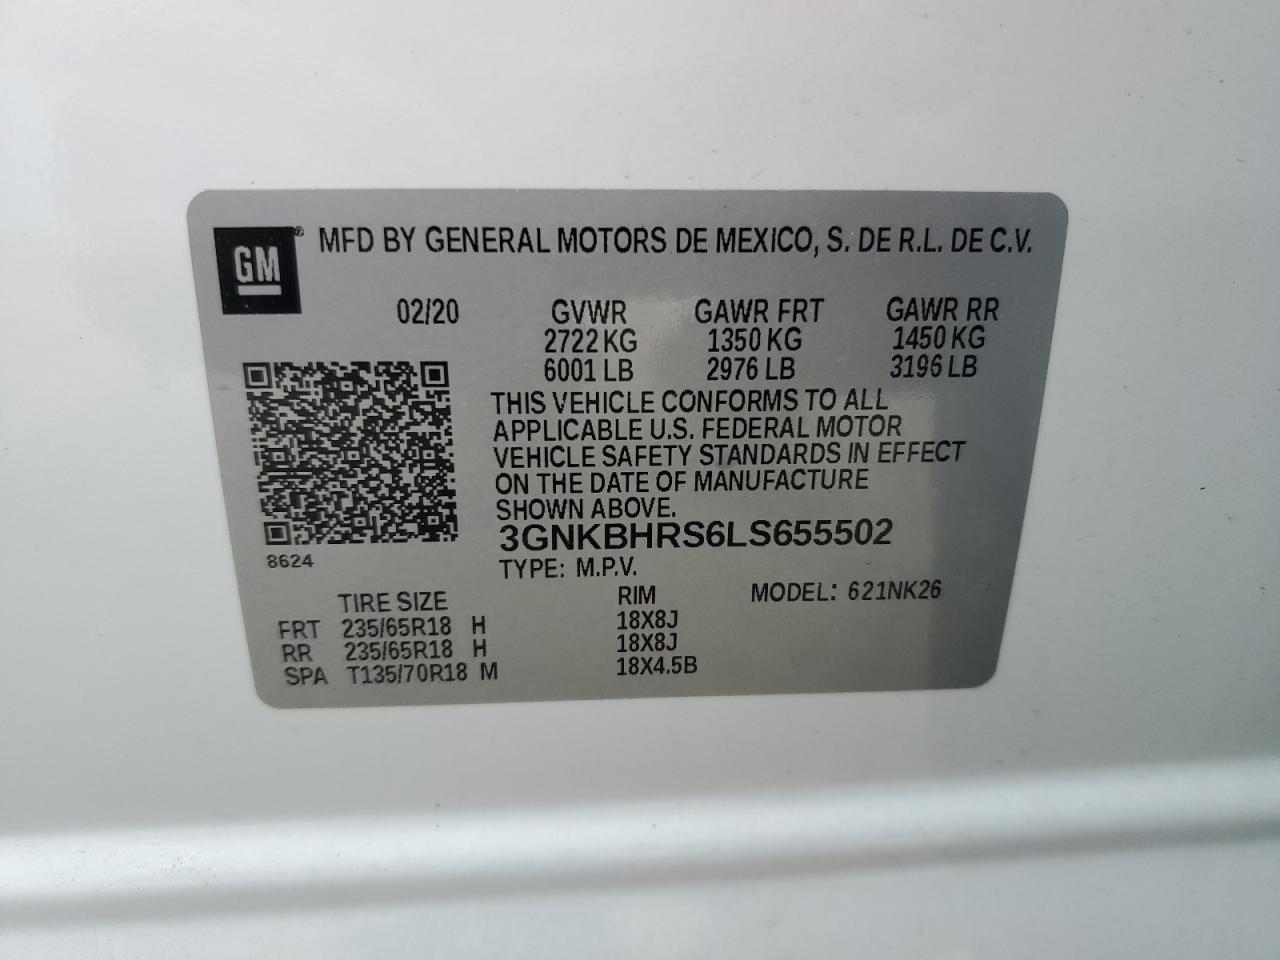 GM® MFD BY GENERAL MOTORS DE MEXICO, S. DE R.L. DE C.V.
02/20 GVWR GAWR FRT GAWR RR
2722 KG 1350 KG 1450 KG
6001 LB 2976 LB 3196 LB
THIS VEHICLE CONFORMS TO ALL
APPLICABLE U.S. FEDERAL MOTOR
VEHICLE SAFETY STANDARDS IN EFFECT
ON THE DATE OF MANUFACTURE
SHOWN ABOVE.
3GNKBHRS6LS655502
8624
TYPE: M.P.V.
TIRE SIZE RIM MODEL: 621NK26
FRT 235/65R18 H 18X8J
RR 235/65R18 H 18X8J
SPA T135/70R18 M 18X4.5B